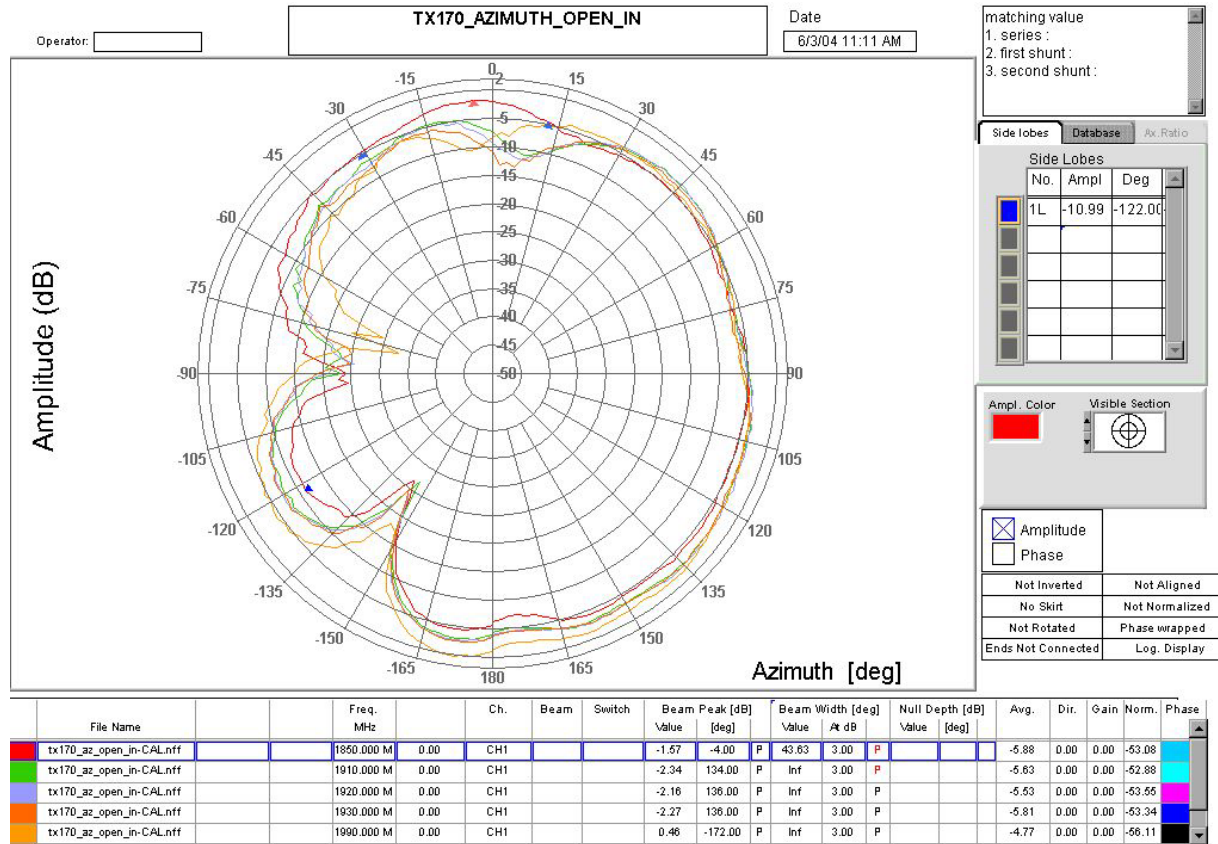 TX170_AZIMUTH_OPEN_IN
Operator:
Date
6/3/04 11:11 AM
matching value
1. series :
2. first shunt :
3. second shunt :
Side lobes Database Ax.Ratio
Side Lobes
No. Ampl Deg
1L -10.99 -122.00
Ampl. Color Visible Section
Amplitude
Phase
Not Inverted Not Aligned
No Skirt Not Normalized
Not Rotated Phase wrapped
Ends Not Connected Log. Display
Amplitude (dB)
Azimuth [deg]
0
15
30
45
60
75
90
105
120
135
150
165
180
-165
-150
-135
-120
-105
-90
-75
-60
-45
-30
-15
2
-5
-10
-15
-20
-25
-30
-35
-40
-45
-50
File Name Freq. MHz Ch. Beam Switch Beam Peak [dB] Value [deg] Beam Width [deg] Value At dB Null Depth [dB] Value [deg] Avg. Dir. Gain Norm. Phase
tx170_az_open_in-CAL.nff 1850.000 M 0.00 CH1 -1.57 -4.00 P 43.63 3.00 P -5.88 0.00 0.00 -53.08
tx170_az_open_in-CAL.nff 1910.000 M 0.00 CH1 -2.34 134.00 P Inf 3.00 P -5.63 0.00 0.00 -52.88
tx170_az_open_in-CAL.nff 1920.000 M 0.00 CH1 -2.16 136.00 P Inf 3.00 P -5.53 0.00 0.00 -53.55
tx170_az_open_in-CAL.nff 1930.000 M 0.00 CH1 -2.27 136.00 P Inf 3.00 P -5.81 0.00 0.00 -53.34
tx170_az_open_in-CAL.nff 1990.000 M 0.00 CH1 0.46 -172.00 P Inf 3.00 P -4.77 0.00 0.00 -56.11